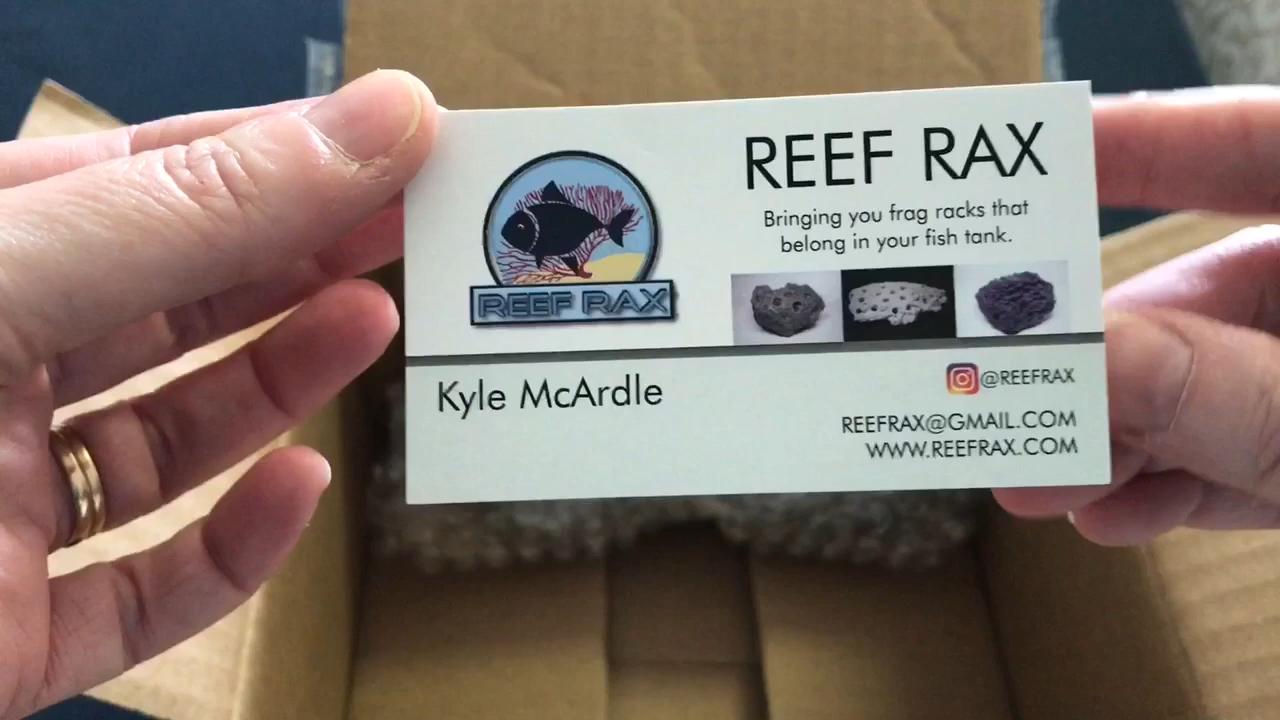 REEF RAX
REEF RAX
Bringing you frag racks that
belong in your fish tank.
Kyle McArdle
@REEFRAX
REEFRAX@GMAIL.COM
WWW.REEFRAX.COM